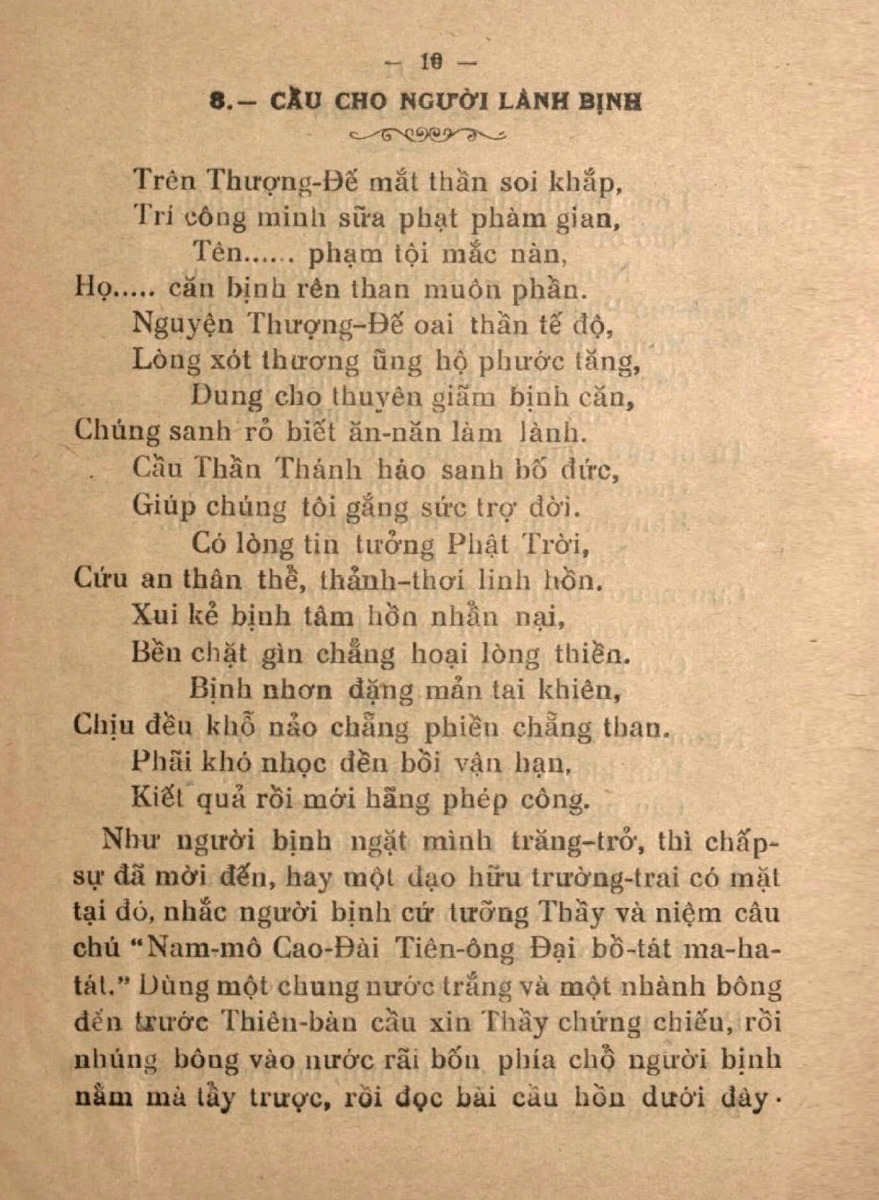 — 10 —
8.— CẦU CHO NGƯỜI LÀNH BỊNH
Trên Thượng-Đế mắt thần soi khắp,
Trí công minh sữa phạt phàm gian,
Tên...... phạm tội mắc nàn,
Họ..... căn bịnh rên than muôn phần.
Nguyện Thượng-Đế oai thần tế độ,
Lòng xót thương ũng hộ phước tăng,
Dung cho thuyên giãm bịnh căn,
Chúng sanh rỏ biết ăn-năn làm lành.
Cầu Thần Thánh háo sanh bố đức,
Giúp chúng tôi gắng sức trợ đời.
Có lòng tin tưởng Phật Trời,
Cứu an thân thể, thảnh-thơi linh hồn.
Xui kẻ bịnh tâm hồn nhẫn nại,
Bền chặt gìn chẳng hoại lòng thiền.
Bịnh nhơn đặng mản tai khiên,
Chịu đều khỗ nảo chẵng phiền chẵng than.
Phãi khó nhọc đền bồi vận hạn,
Kiết quả rồi mới hẵng phép công.
Như người bịnh ngặt mình trăng-trở, thì chấp-
sự đã mời đến, hay một đạo hữu trường-trai có mặt
tại đó, nhắc người bịnh cứ tưỡng Thầy và niệm câu
chú “Nam-mô Cao-Đài Tiên-ông Đại bồ-tát ma-ha-
tát.” Dùng một chung nước trắng và một nhành bông
đến trước Thiên-bàn cầu xin Thầy chứng chiếu, rồi
nhúng bông vào nước rãi bốn phía chỗ người bịnh
nằm mà tẩy trược, rồi đọc bài cầu hồn dưới đây.